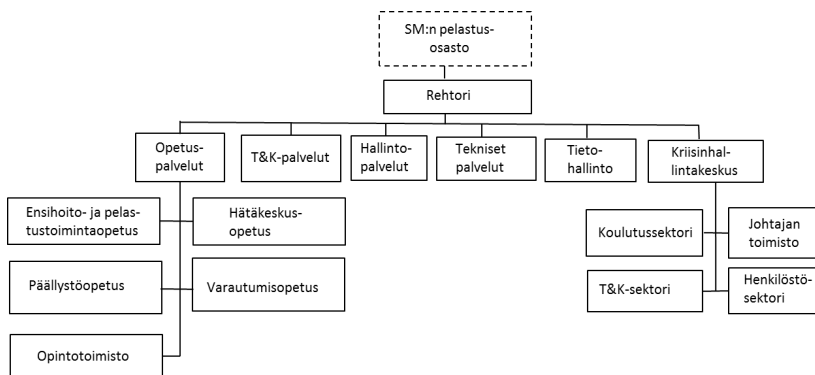 SM:n pelastus-
osasto
Rehtori
Opetus-
palvelut
T&K-palvelut
Hallinto-
palvelut
Tekniset
palvelut
Tieto-
hallinto
Kriisinhal-
lintakeskus
Ensihoito- ja pelas-
tustoimintaopetus
Hätäkeskus-
opetus
Koulutussektori
Johtajan
toimisto
Päällystöopetus
Varautumisopetus
T&K-sektori
Henkilöstö-
sektori
Opintotoimisto